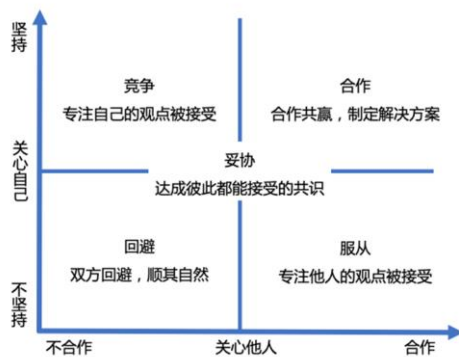 坚持
竞争
专注自己的观点被接受
合作
合作共赢，制定解决方案
关心自己
妥协
达成彼此都能接受的共识
回避
双方回避，顺其自然
服从
专注他人的观点被接受
不坚持
不合作
关心他人
合作